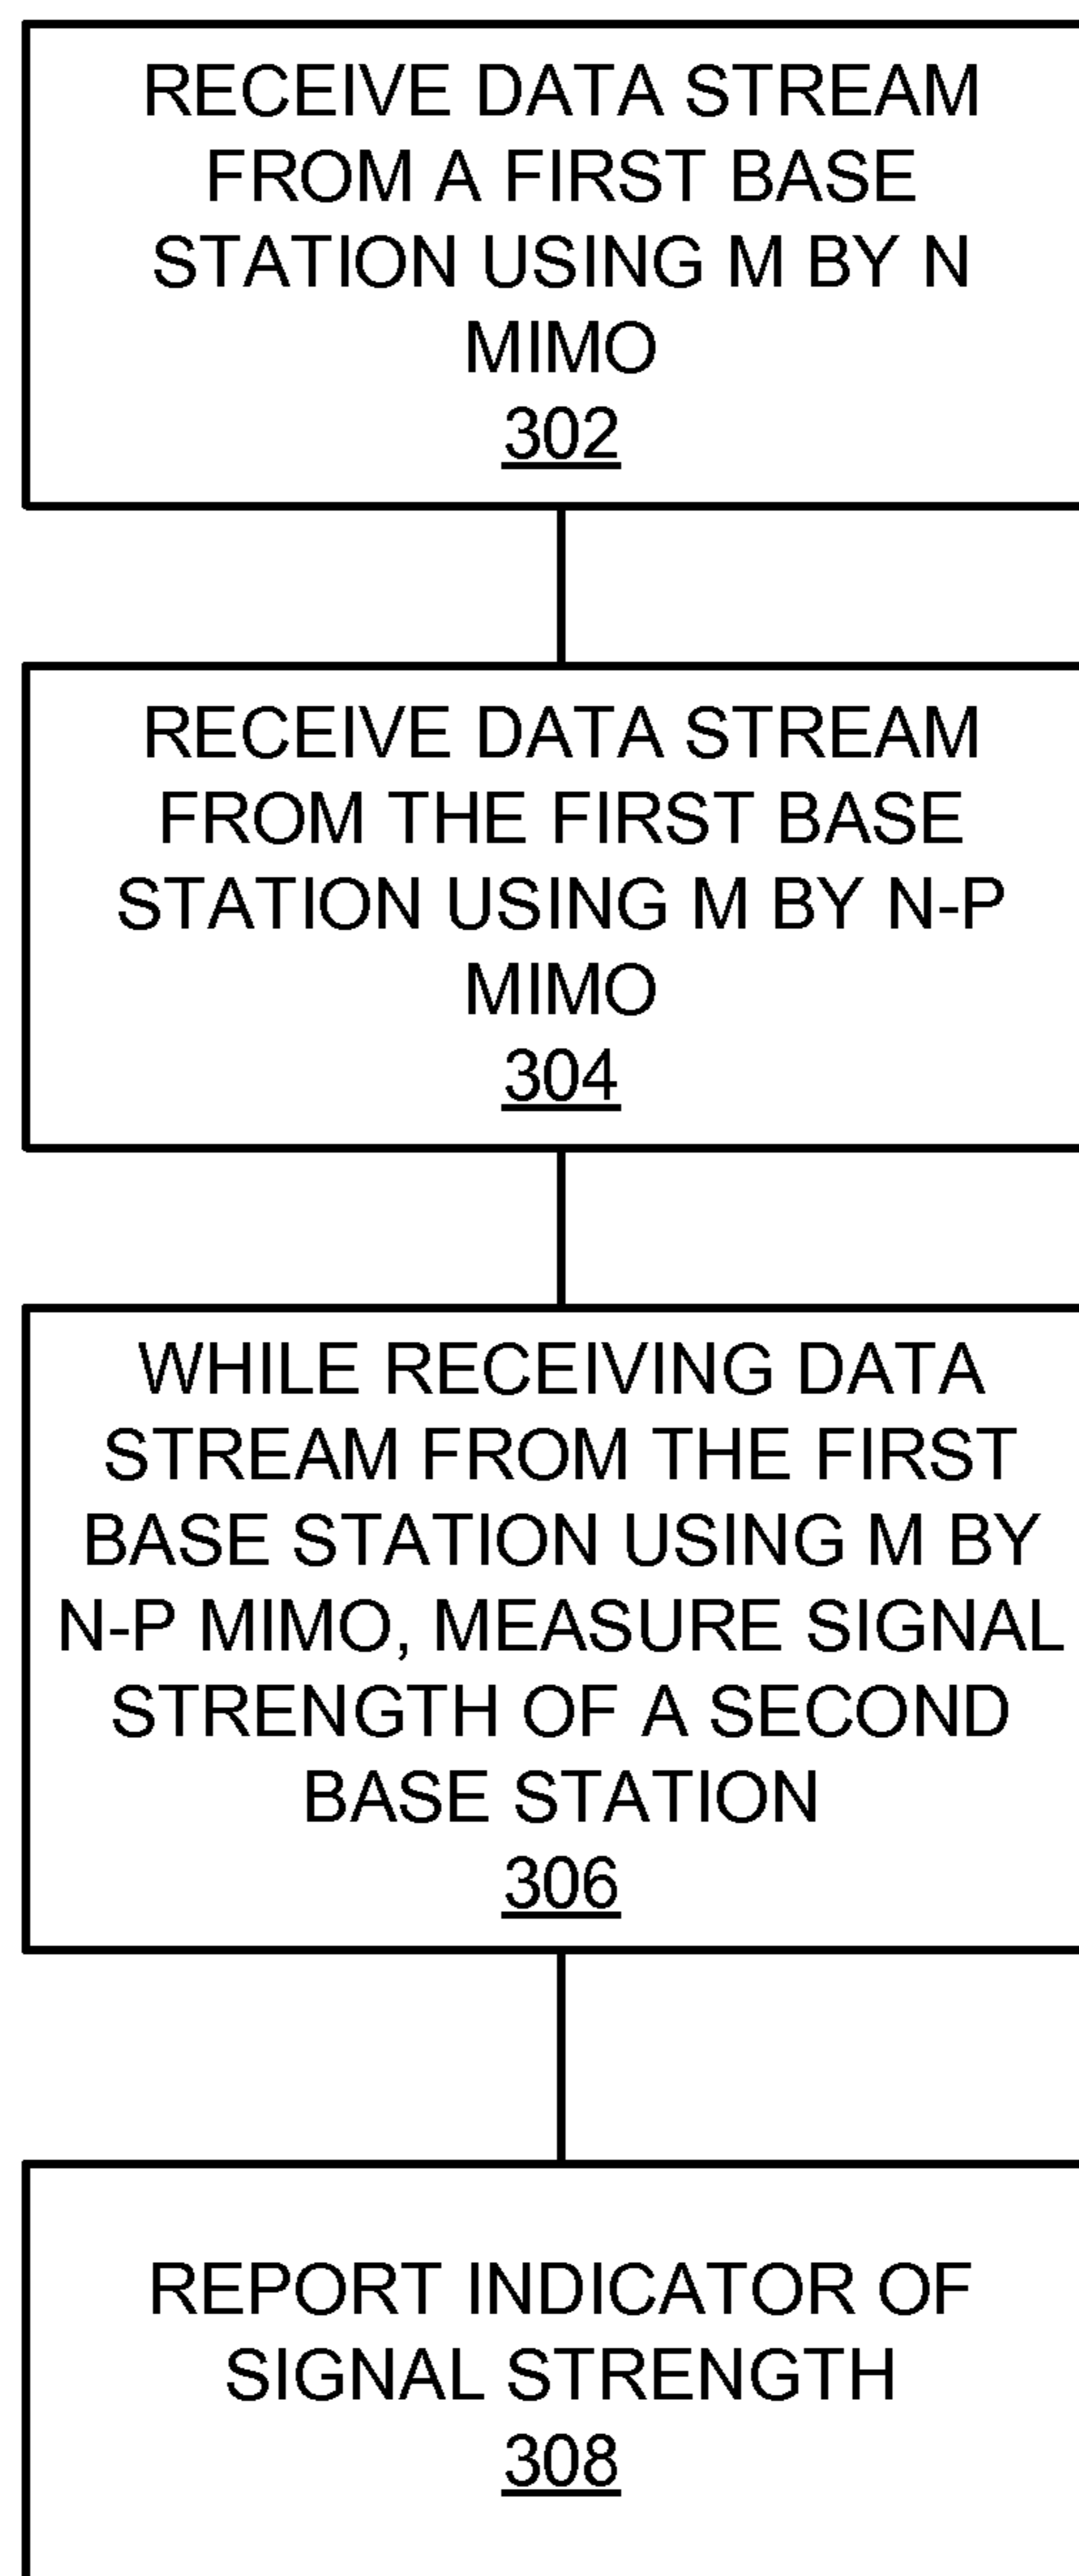 RECEIVE DATA STREAM
FROM A FIRST BASE
STATION USING M BY N
MIMO
302
RECEIVE DATA STREAM
FROM THE FIRST BASE
STATION USING M BY N-P
MIMO
304
WHILE RECEIVING DATA
STREAM FROM THE FIRST
BASE STATION USING M BY
N-P MIMO, MEASURE SIGNAL
STRENGTH OF A SECOND
BASE STATION
306
REPORT INDICATOR OF
SIGNAL STRENGTH
308